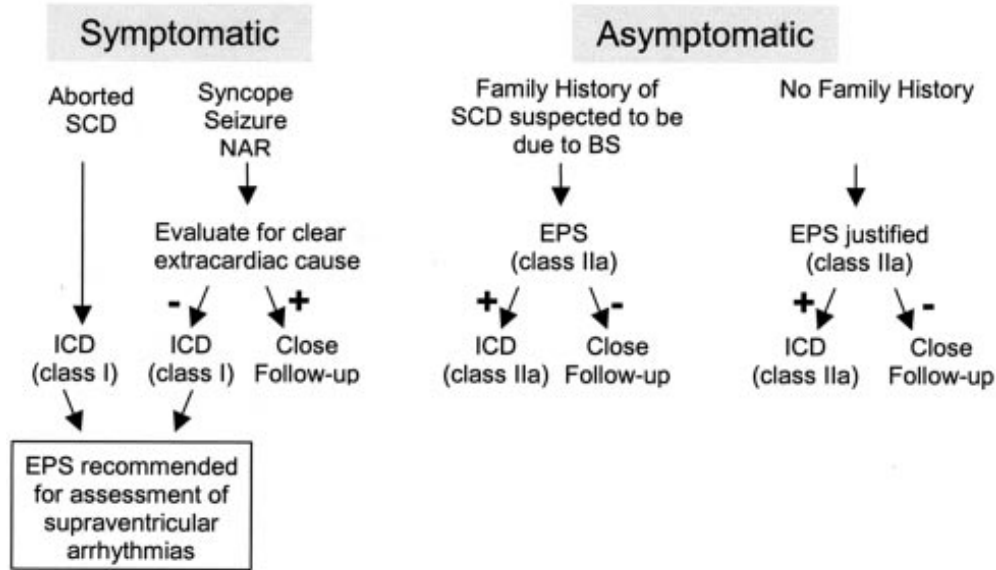 Symptomatic
Aborted
SCD
Syncope
Seizure
NAR
Evaluate for clear
extracardiac cause
-
+
ICD
(class I)
ICD
(class I)
Close
Follow-up
EPS recommended
for assessment of
supraventricular
arrhythmias
Asymptomatic
Family History of
SCD suspected to be
due to BS
EPS
(class IIa)
+
-
ICD
(class IIa)
Close
Follow-up
No Family History
EPS justified
(class IIa)
+
-
ICD
(class IIa)
Close
Follow-up